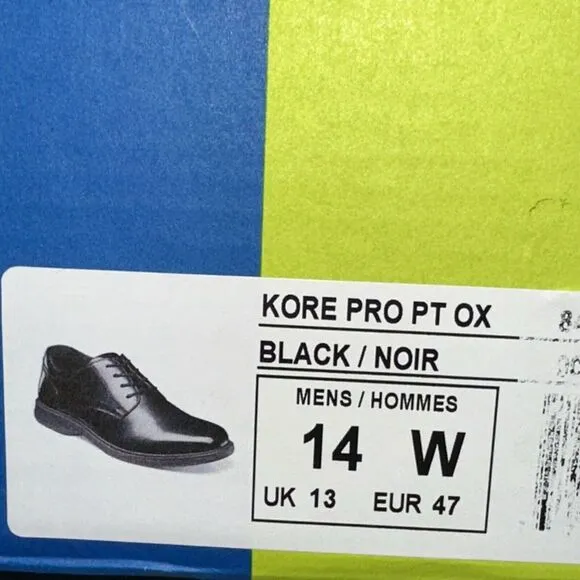 KORE PRO PT OX
BLACK / NOIR
MENS / HOMMES
14 W
UK 13 EUR 47